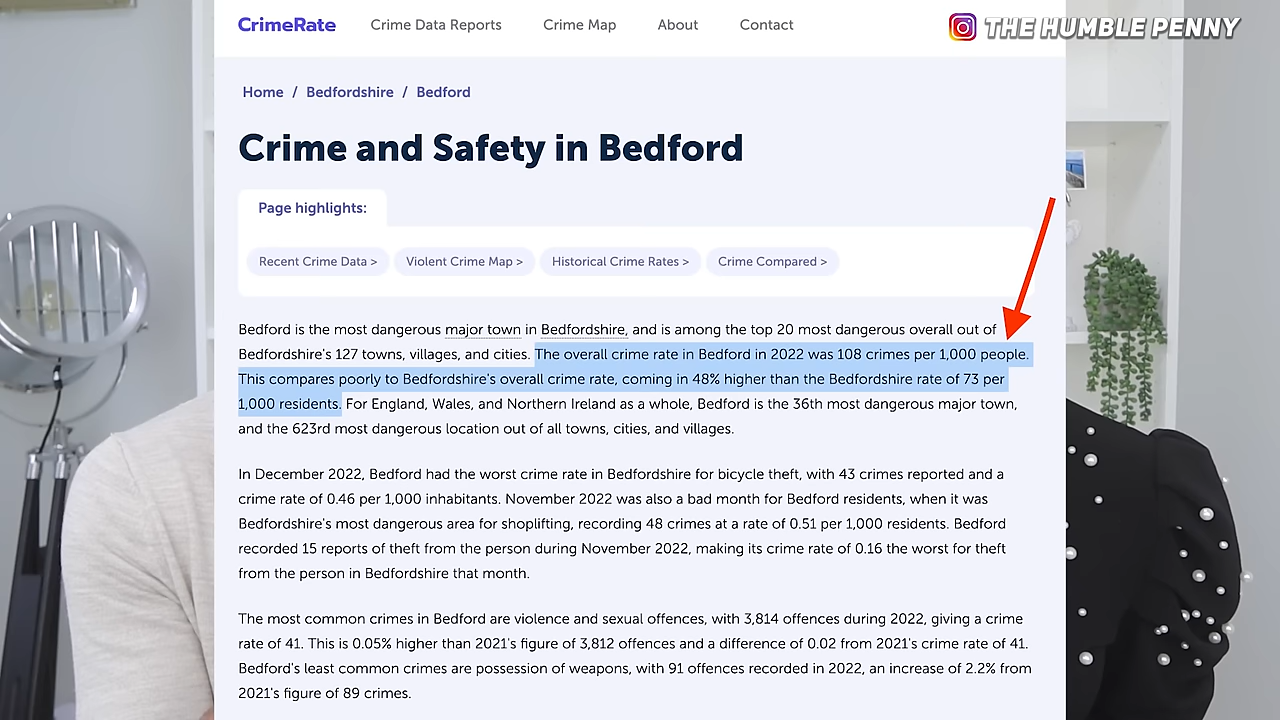 CrimeRate Crime Data Reports Crime Map About Contact
THE HUMBLE PENNY
Home / Bedfordshire / Bedford
Crime and Safety in Bedford
Page highlights:
Recent Crime Data > Violent Crime Map > Historical Crime Rates > Crime Compared >
Bedford is the most dangerous major town in Bedfordshire, and is among the top 20 most dangerous overall out of
Bedfordshire's 127 towns, villages, and cities. The overall crime rate in Bedford in 2022 was 108 crimes per 1,000 people.
This compares poorly to Bedfordshire's overall crime rate, coming in 48% higher than the Bedfordshire rate of 73 per
1,000 residents. For England, Wales, and Northern Ireland as a whole, Bedford is the 36th most dangerous major town,
and the 623rd most dangerous location out of all towns, cities, and villages.
In December 2022, Bedford had the worst crime rate in Bedfordshire for bicycle theft, with 43 crimes reported and a
crime rate of 0.46 per 1,000 inhabitants. November 2022 was also a bad month for Bedford residents, when it was
Bedfordshire's most dangerous area for shoplifting, recording 48 crimes at a rate of 0.51 per 1,000 residents. Bedford
recorded 15 reports of theft from the person during November 2022, making its crime rate of 0.16 the worst for theft
from the person in Bedfordshire that month.
The most common crimes in Bedford are violence and sexual offences, with 3,814 offences during 2022, giving a crime
rate of 41. This is 0.05% higher than 2021's figure of 3,812 offences and a difference of 0.02 from 2021's crime rate of 41.
Bedford's least common crimes are possession of weapons, with 91 offences recorded in 2022, an increase of 2.2% from
2021's figure of 89 crimes.